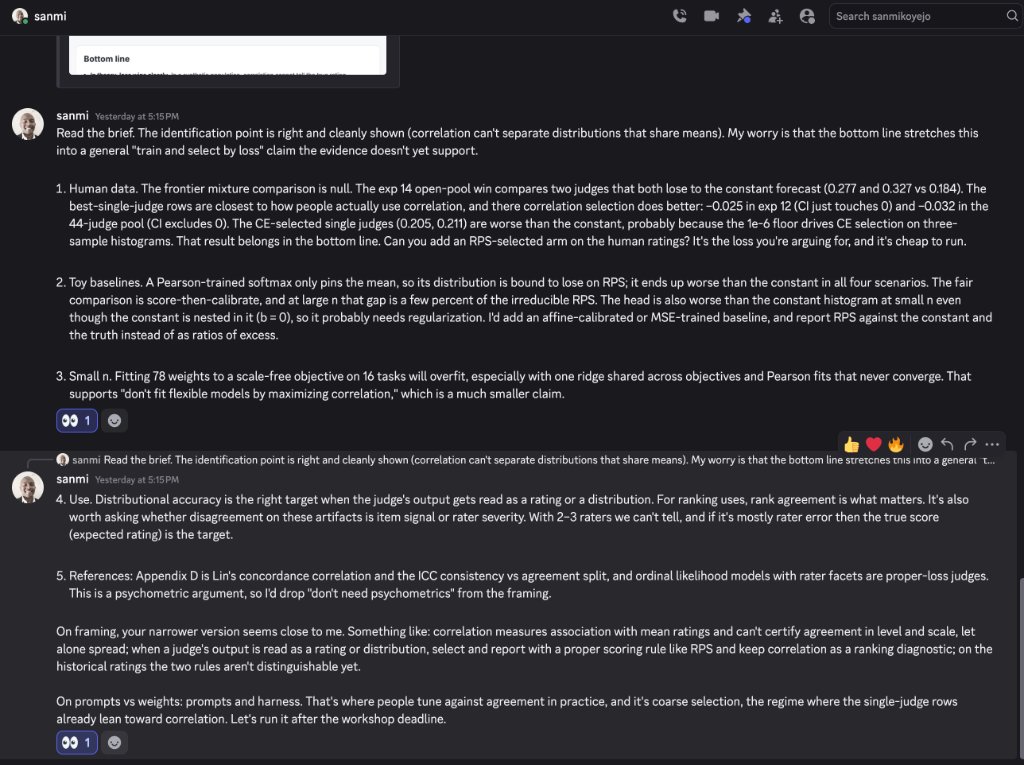 sanmi
Search sanmikoyejo
Bottom line
sanmi Yesterday at 5:15 PM
Read the brief. The identification point is right and cleanly shown (correlation can't separate distributions that share means). My worry is that the bottom line stretches this
into a general "train and select by loss" claim the evidence doesn't yet support.
1. Human data. The frontier mixture comparison is null. The exp 14 open-pool win compares two judges that both lose to the constant forecast (0.277 and 0.327 vs 0.184). The
best-single-judge rows are closest to how people actually use correlation, and there correlation selection does better: −0.025 in exp 12 (CI just touches 0) and −0.032 in the
44-judge pool (CI excludes 0). The CE-selected single judges (0.205, 0.211) are worse than the constant, probably because the 1e-6 floor drives CE selection on three-
sample histograms. That result belongs in the bottom line. Can you add an RPS-selected arm on the human ratings? It's the loss you're arguing for, and it's cheap to run.
2. Toy baselines. A Pearson-trained softmax only pins the mean, so its distribution is bound to lose on RPS; it ends up worse than the constant in all four scenarios. The fair
comparison is score-then-calibrate, and at large n that gap is a few percent of the irreducible RPS. The head is also worse than the constant histogram at small n even
though the constant is nested in it (b = 0), so it probably needs regularization. I'd add an affine-calibrated or MSE-trained baseline, and report RPS against the constant and
the truth instead of as ratios of excess.
3. Small n. Fitting 78 weights to a scale-free objective on 16 tasks will overfit, especially with one ridge shared across objectives and Pearson fits that never converge. That
supports "don't fit flexible models by maximizing correlation," which is a much smaller claim.
1
sanmi Read the brief. The identification point is right and cleanly shown (correlation can't separate distributions that share means). My worry is that the bottom line stretches this into a general "t...
sanmi Yesterday at 5:15 PM
4. Use. Distributional accuracy is the right target when the judge's output gets read as a rating or a distribution. For ranking uses, rank agreement is what matters. It's also
worth asking whether disagreement on these artifacts is item signal or rater severity. With 2–3 raters we can't tell, and if it's mostly rater error then the true score
(expected rating) is the target.
5. References: Appendix D is Lin's concordance correlation and the ICC consistency vs agreement split, and ordinal likelihood models with rater facets are proper-loss judges.
This is a psychometric argument, so I'd drop "don't need psychometrics" from the framing.
On framing, your narrower version seems close to me. Something like: correlation measures association with mean ratings and can't certify agreement in level and scale, let
alone spread; when a judge's output is read as a rating or distribution, select and report with a proper scoring rule like RPS and keep correlation as a ranking diagnostic; on the
historical ratings the two rules aren't distinguishable yet.
On prompts vs weights: prompts and harness. That's where people tune against agreement in practice, and it's coarse selection, the regime where the single-judge rows
already lean toward correlation. Let's run it after the workshop deadline.
1